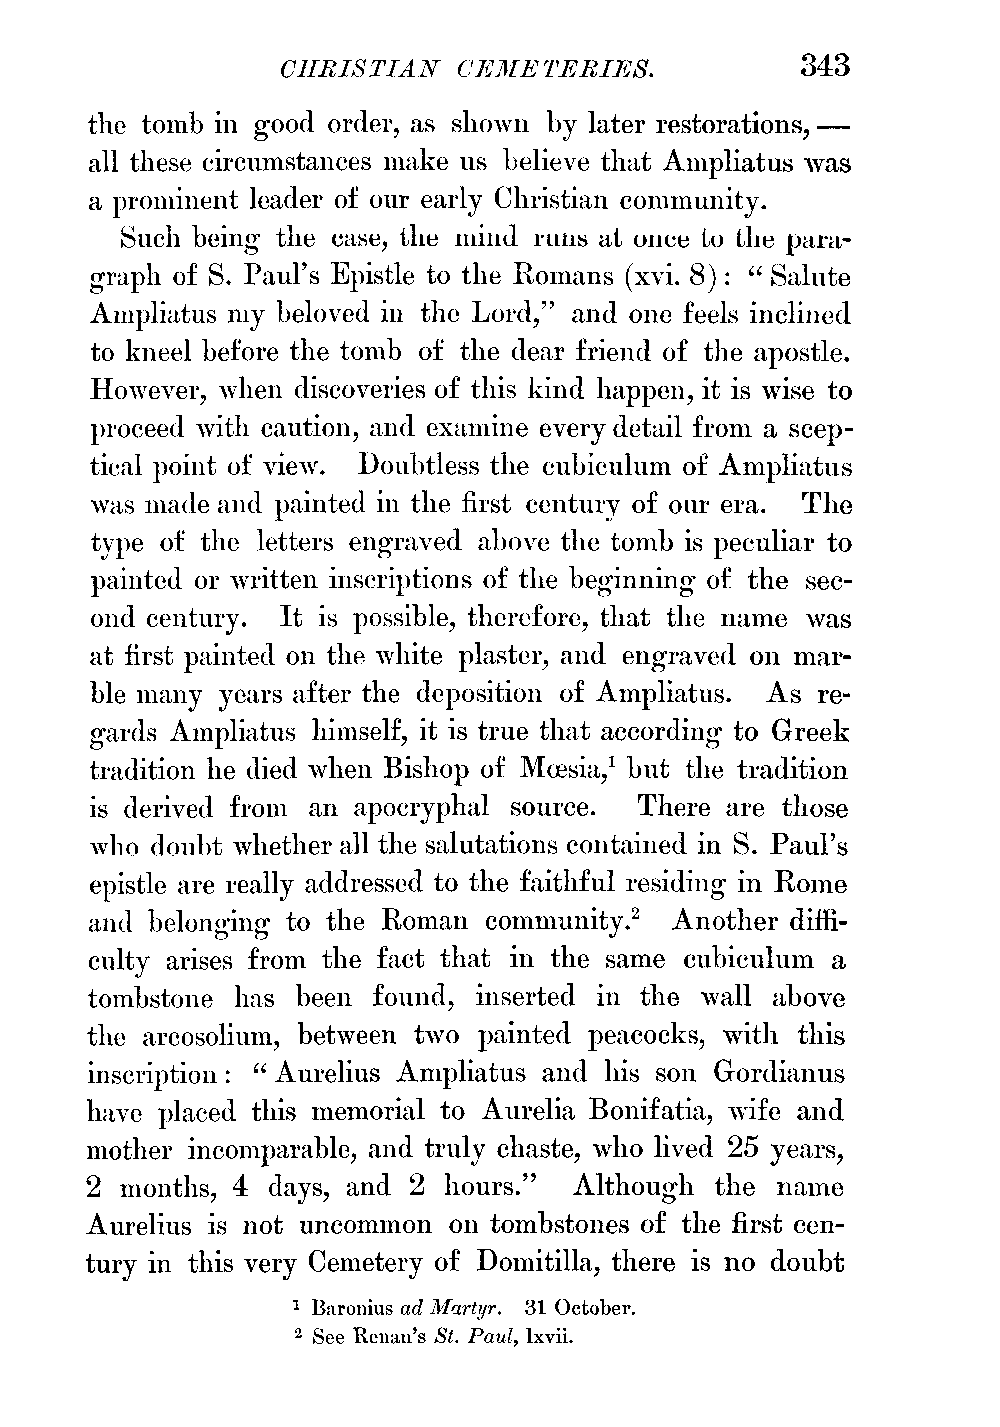 CHRISTIAN CEMETERIES. 343
the tomb in good order, as shown by later restorations, —
all these circumstances make us believe that Ampliatus was
a prominent leader of our early Christian community.
Such being the case, the mind runs at once to the para-
graph of S. Paul's Epistle to the Romans (xvi. 8): "Salute
Ampliatus my beloved in the Lord," and one feels inclined
to kneel before the tomb of the dear friend of the apostle.
However, when discoveries of this kind happen, it is wise to
proceed with caution, and examine every detail from a scep-
tical point of view. Doubtless the cubiculum of Ampliatus
was made and painted in the first century of our era. The
type of the letters engraved above the tomb is peculiar to
painted or written inscriptions of the beginning of the sec-
ond century. It is possible, therefore, that the name was
at first painted on the white plaster, and engraved on mar-
ble many years after the deposition of Ampliatus. As re-
gards Ampliatus himself, it is true that according to Greek
tradition he died when Bishop of Mœsia,¹ but the tradition
is derived from an apocryphal source. There are those
who doubt whether all the salutations contained in S. Paul's
epistle are really addressed to the faithful residing in Rome
and belonging to the Roman community.² Another diffi-
culty arises from the fact that in the same cubiculum a
tombstone has been found, inserted in the wall above
the arcosolium, between two painted peacocks, with this
inscription: "Aurelius Ampliatus and his son Gordianus
have placed this memorial to Aurelia Bonifatia, wife and
mother incomparable, and truly chaste, who lived 25 years,
2 months, 4 days, and 2 hours." Although the name
Aurelius is not uncommon on tombstones of the first cen-
tury in this very Cemetery of Domitilla, there is no doubt
¹ Baronius ad Martyr. 31 October.
² See Renan's St. Paul, lxvii.